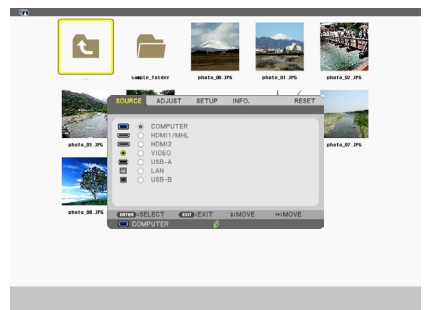 ..
sample_folder
photo_00.JPG
photo_01.JPG
photo_02.JPG
photo_03.JPG
photo_07.JPG
photo_08.JPG
SOURCE ADJUST SETUP INFO. RESET
COMPUTER
HDMI1/MHL
HDMI2
VIDEO
USB-A
LAN
USB-B
ENTER :SELECT EXIT :EXIT ↕:MOVE ↔:MOVE
COMPUTER